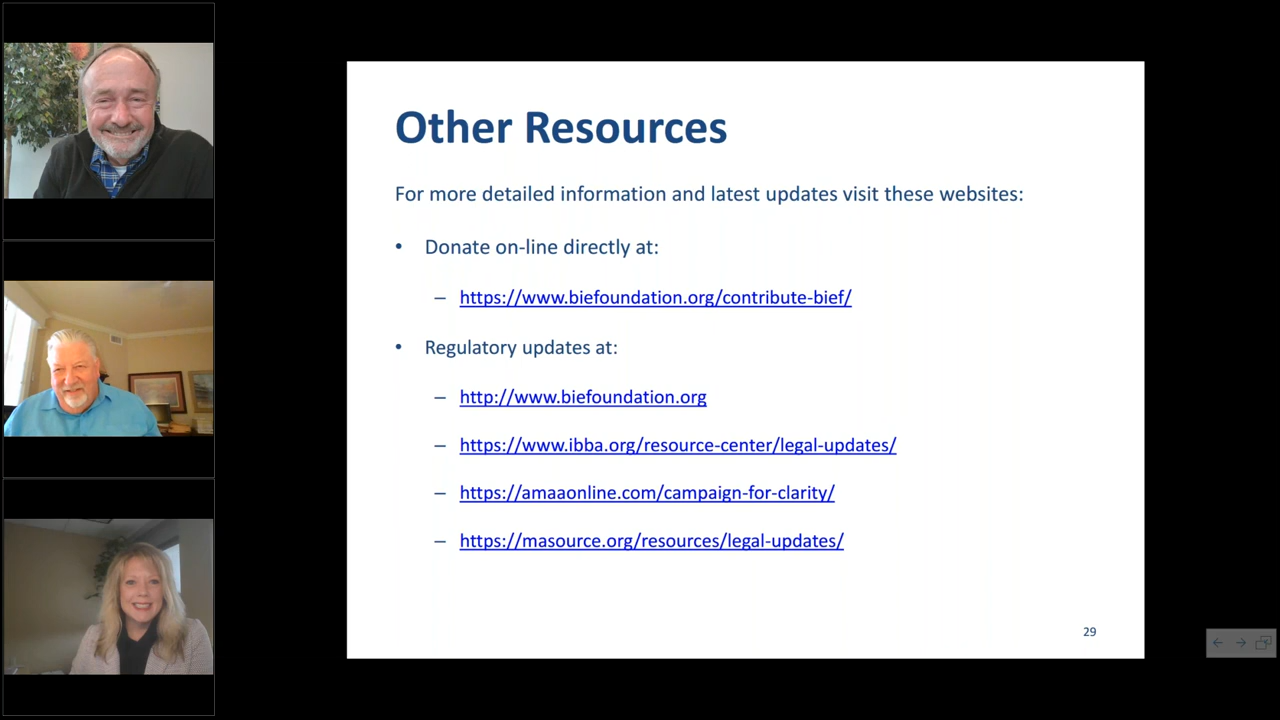 Other Resources
For more detailed information and latest updates visit these websites:
• Donate on-line directly at:
– https://www.biefoundation.org/contribute-bief/
• Regulatory updates at:
– http://www.biefoundation.org
– https://www.ibba.org/resource-center/legal-updates/
– https://amaaonline.com/campaign-for-clarity/
– https://masource.org/resources/legal-updates/
29